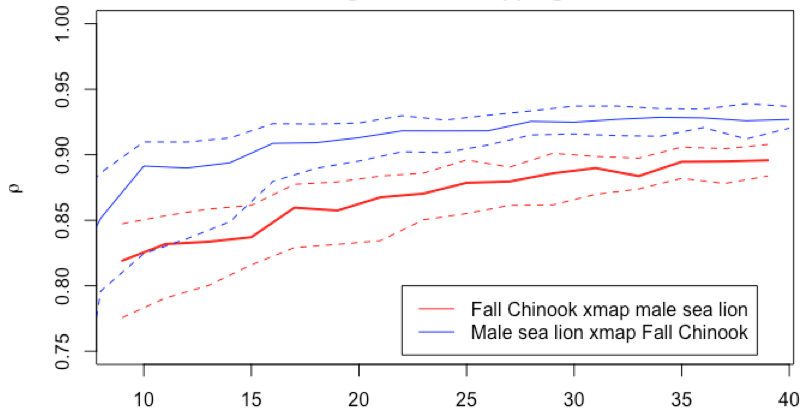 1.00
0.95
0.90
0.85
0.80
0.75
ρ
Fall Chinook xmap male sea lion
Male sea lion xmap Fall Chinook
10 15 20 25 30 35 40